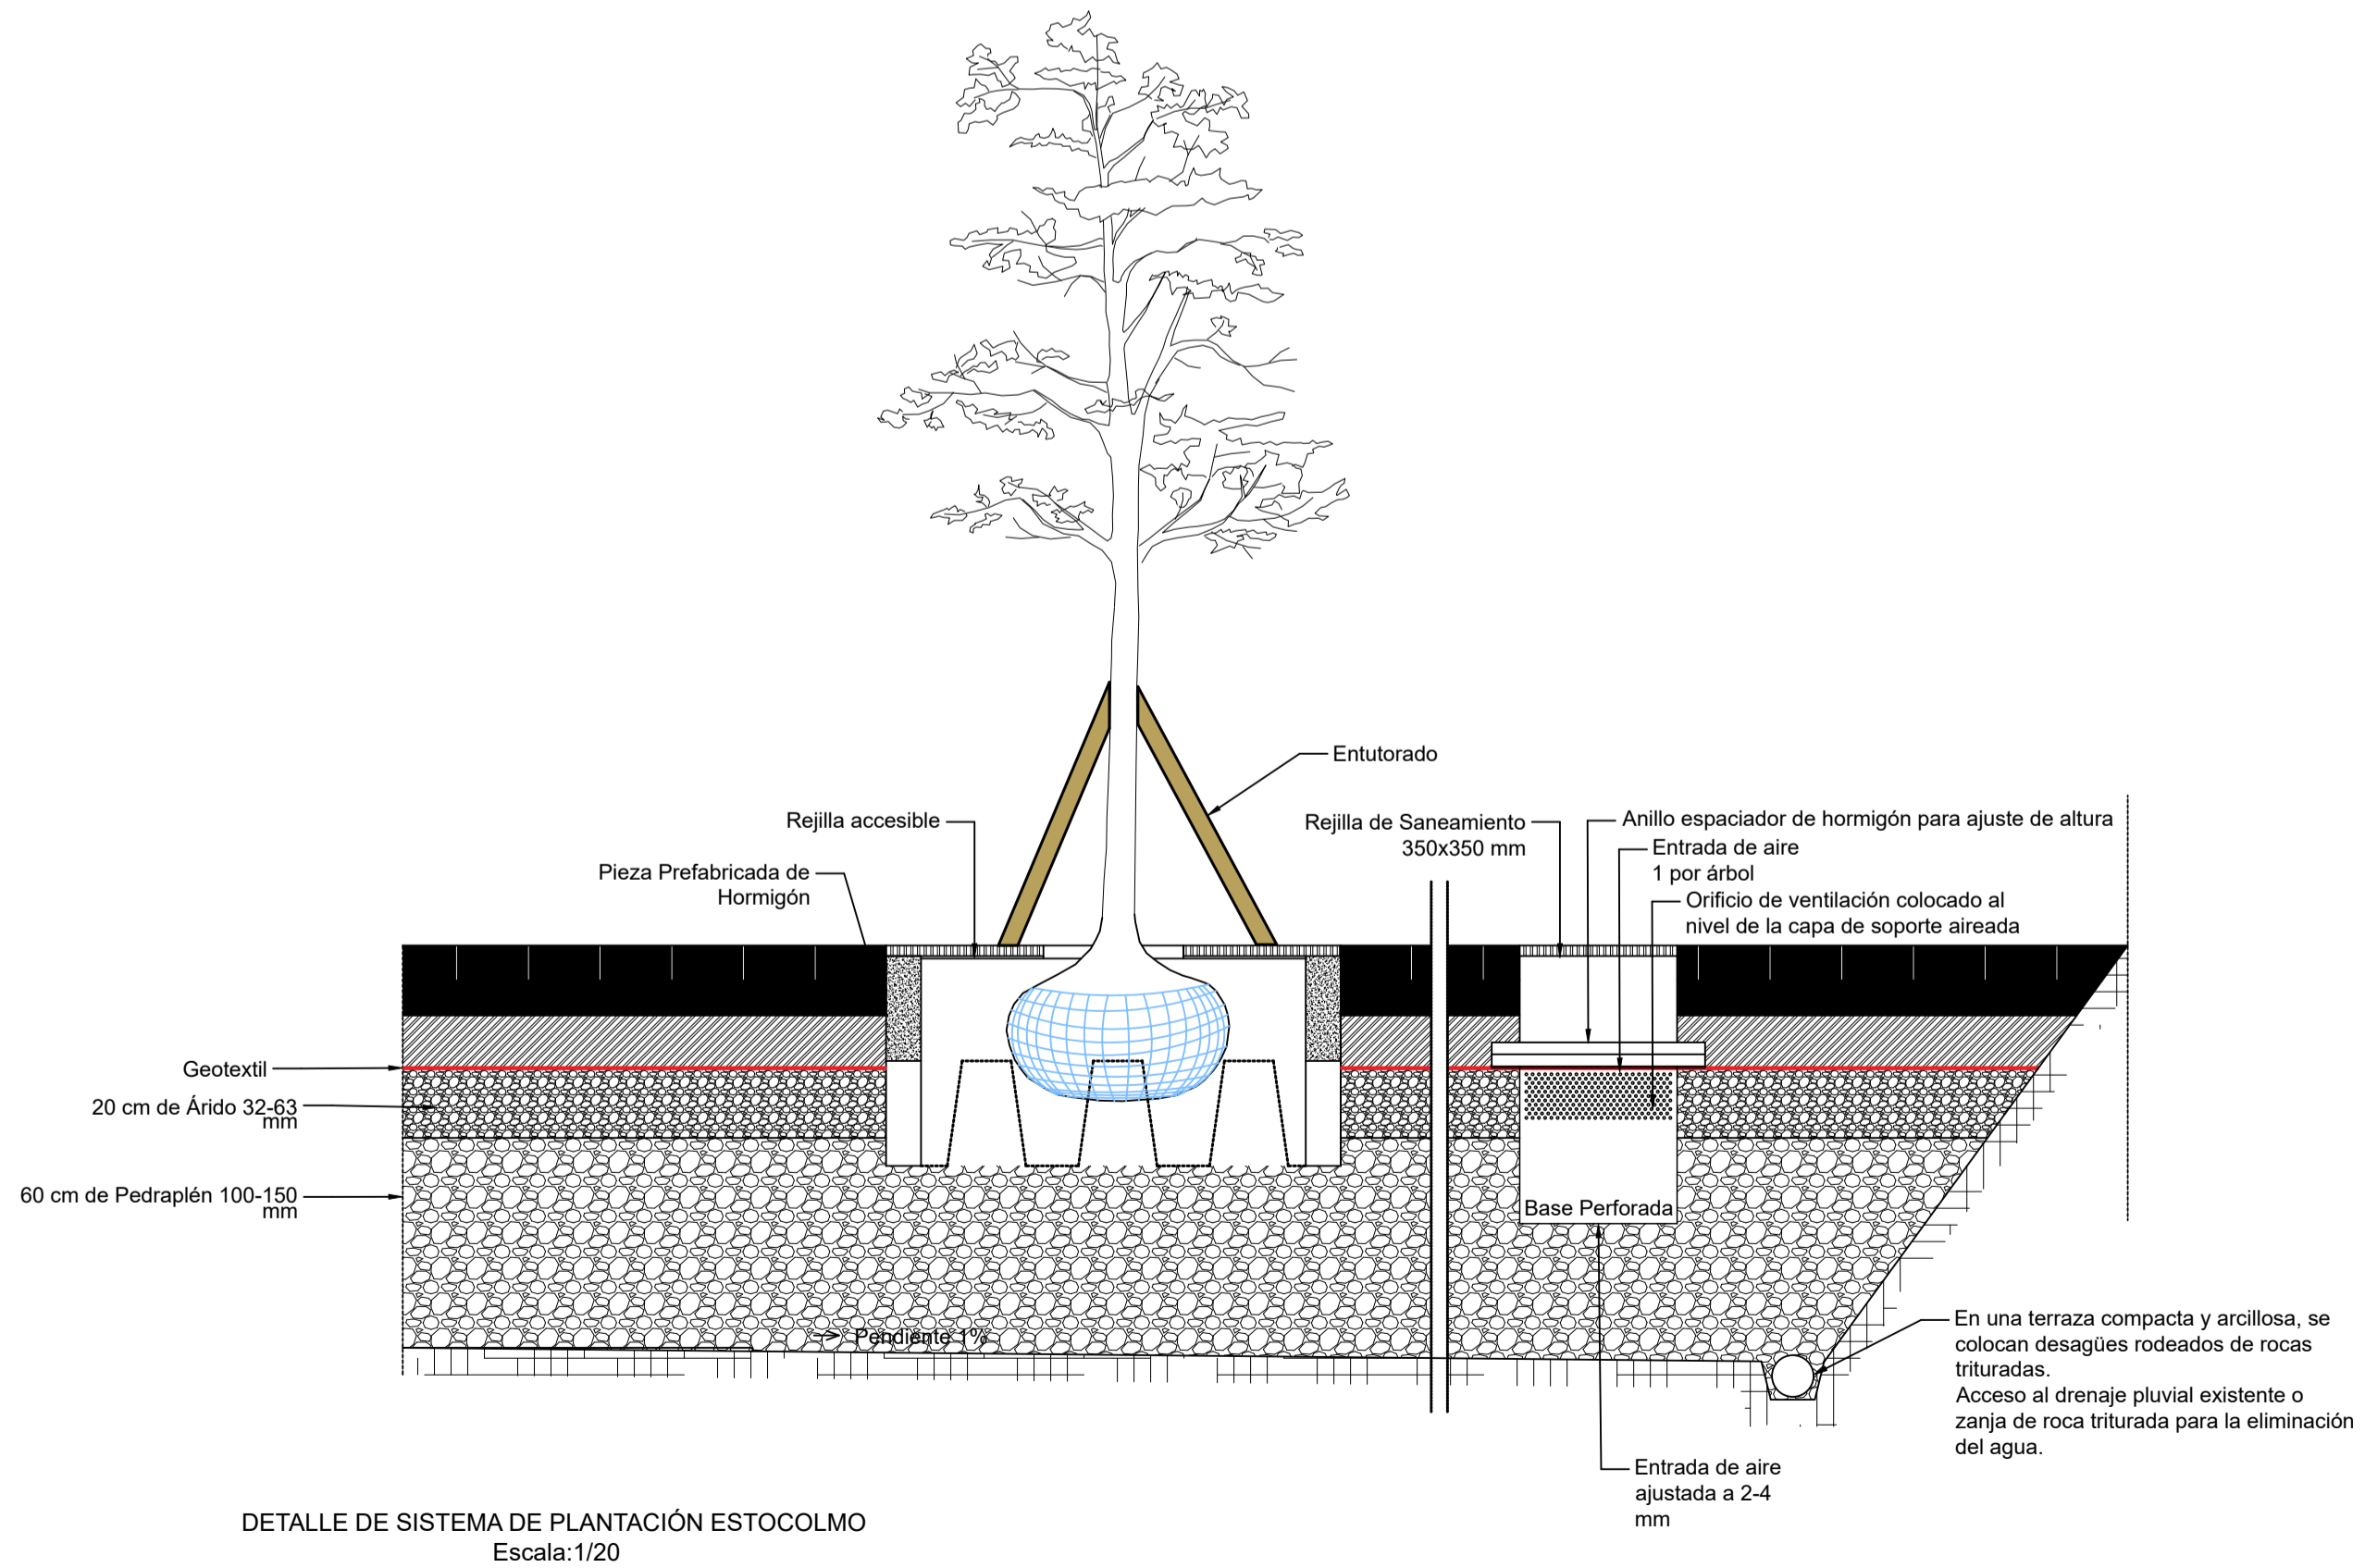 Entutorado
Rejilla accesible
Rejilla de Saneamiento
350x350 mm
Anillo espaciador de hormigón para ajuste de altura
Entrada de aire
1 por árbol
Orificio de ventilación colocado al
nivel de la capa de soporte aireada
Pieza Prefabricada de
Hormigón
Geotextil
20 cm de Árido 32-63
mm
60 cm de Pedraplén 100-150
mm
Base Perforada
Pendiente 1%
En una terraza compacta y arcillosa, se
colocan desagües rodeados de rocas
trituradas.
Acceso al drenaje pluvial existente o
zanja de roca triturada para la eliminación
del agua.
Entrada de aire
ajustada a 2-4
mm
DETALLE DE SISTEMA DE PLANTACIÓN ESTOCOLMO
Escala:1/20